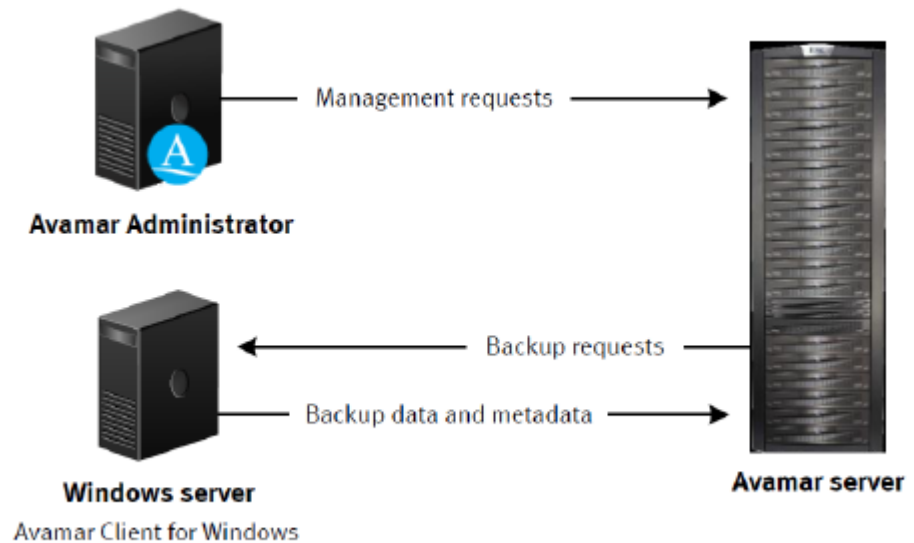 Management requests
A
Avamar Administrator
Backup requests
Backup data and metadata
Windows server
Avamar Client for Windows
Avamar server